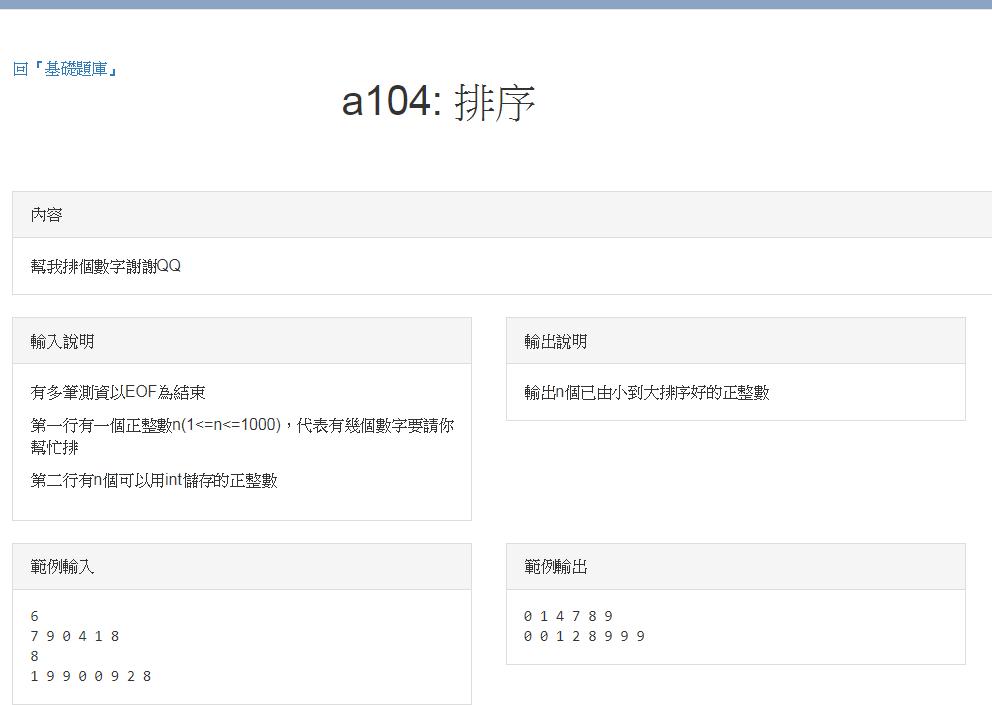 回『基礎題庫』
a104: 排序
內容
幫我排個數字謝謝QQ
輸入說明
有多筆測資以EOF為結束
第一行有一個正整數n(1<=n<=1000)，代表有幾個數字要請你
幫忙排
第二行有n個可以用int儲存的正整數
輸出說明
輸出n個已由小到大排序好的正整數
範例輸入
6
7 9 0 4 1 8
8
1 9 9 0 0 9 2 8
範例輸出
0 1 4 7 8 9
0 0 1 2 8 9 9 9